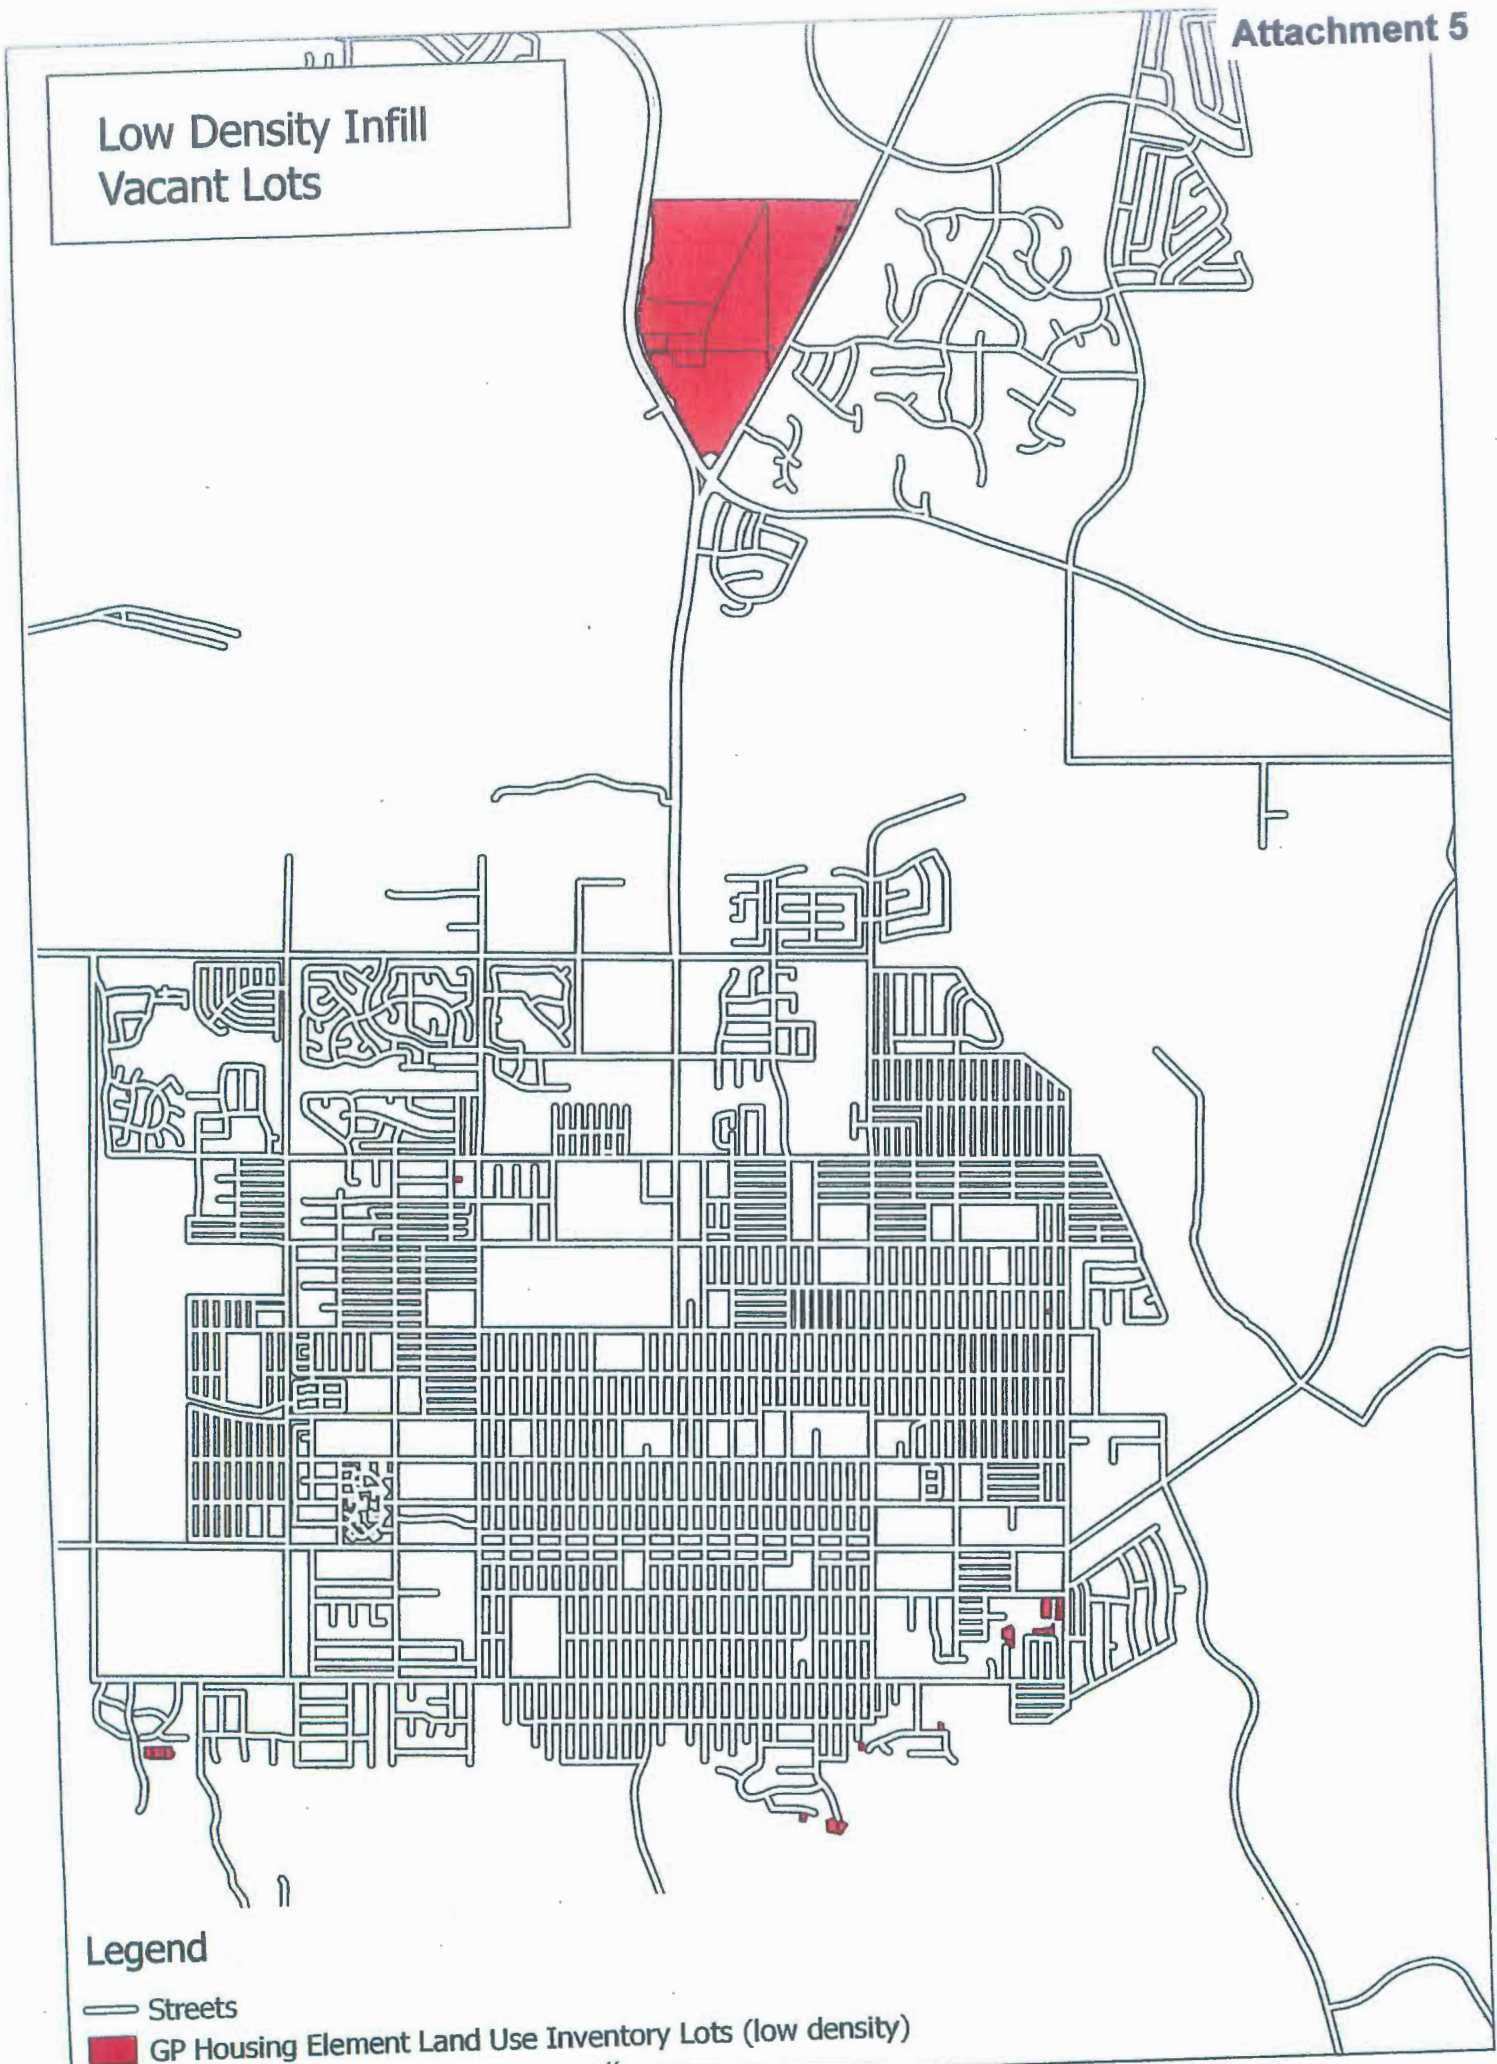 Attachment 5
Low Density Infill
Vacant Lots
Legend
Streets
GP Housing Element Land Use Inventory Lots (low density)